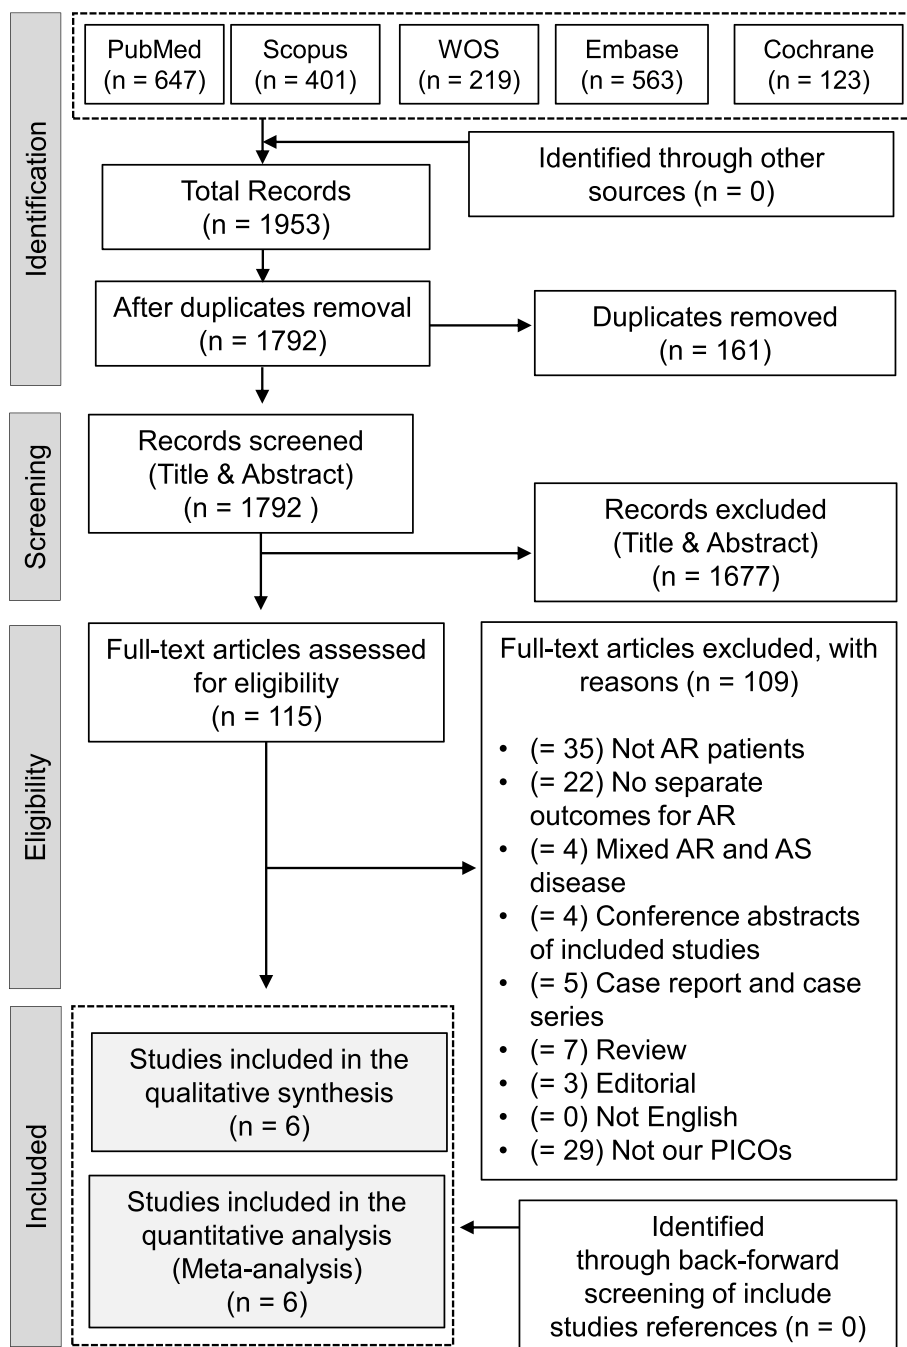 Identification
PubMed
(n = 647)
Scopus
(n = 401)
WOS
(n = 219)
Embase
(n = 563)
Cochrane
(n = 123)
Identified through other
sources (n = 0)
Total Records
(n = 1953)
After duplicates removal
(n = 1792)
Duplicates removed
(n = 161)
Screening
Records screened
(Title & Abstract)
(n = 1792 )
Records excluded
(Title & Abstract)
(n = 1677)
Eligibility
Full-text articles assessed
for eligibility
(n = 115)
Full-text articles excluded, with
reasons (n = 109)
• (= 35) Not AR patients
• (= 22) No separate
outcomes for AR
• (= 4) Mixed AR and AS
disease
• (= 4) Conference abstracts
of included studies
• (= 5) Case report and case
series
• (= 7) Review
• (= 3) Editorial
• (= 0) Not English
• (= 29) Not our PICOs
Included
Studies included in the
qualitative synthesis
(n = 6)
Studies included in the
quantitative analysis
(Meta-analysis)
(n = 6)
Identified
through back-forward
screening of include
studies references (n = 0)